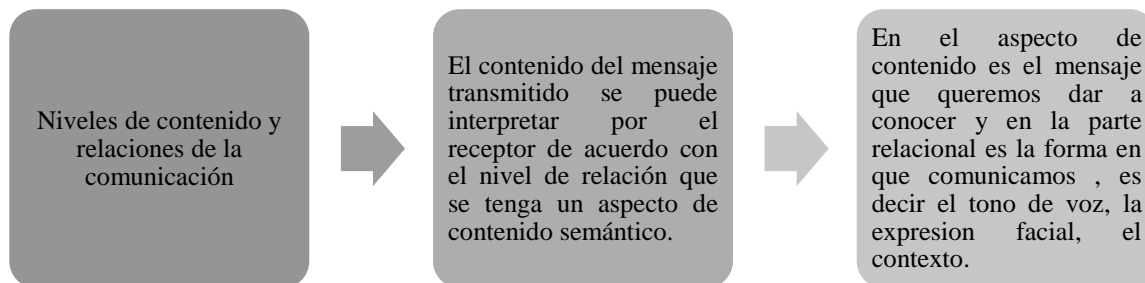 Niveles de contenido y
relaciones de la
comunicación
El contenido del mensaje
transmitido se puede
interpretar por el
receptor de acuerdo con
el nivel de relación que
se tenga un aspecto de
contenido semántico.
En el aspecto de
contenido es el mensaje
que queremos dar a
conocer y en la parte
relacional es la forma en
que comunicamos , es
decir el tono de voz, la
expresion facial, el
contexto.